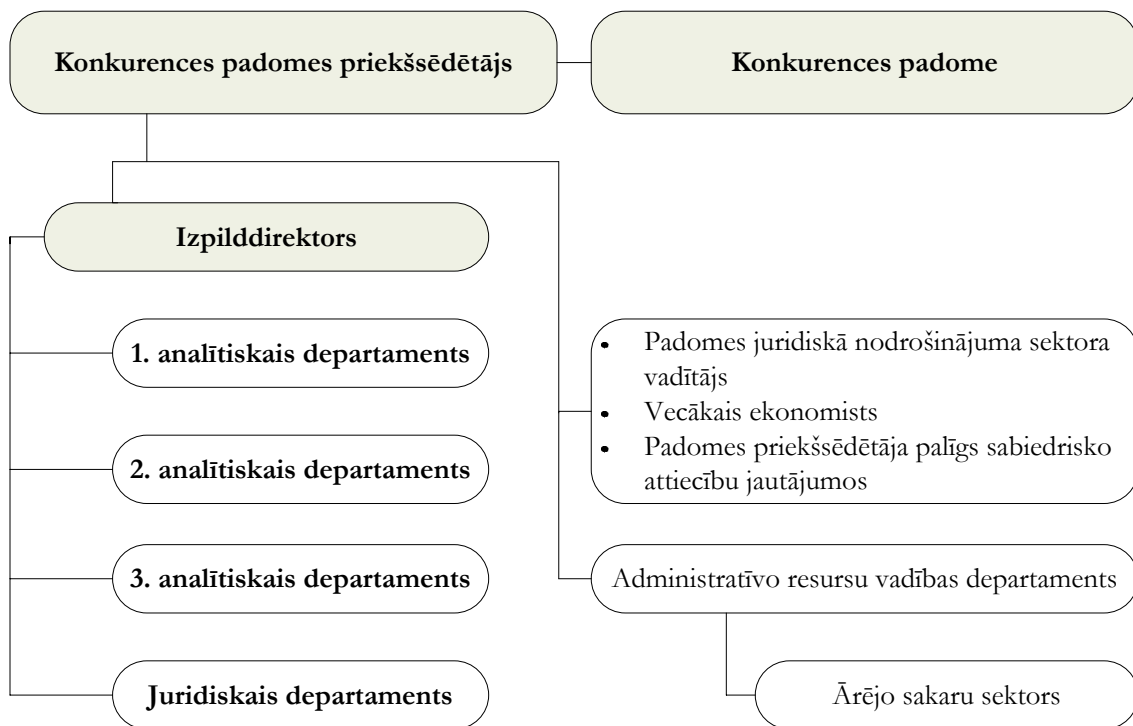 Konkurences padomes priekšsēdētājs
Konkurences padome
Izpilddirektors
1. analītiskais departaments
2. analītiskais departaments
3. analītiskais departaments
Juridiskais departaments
• Padomes juridiskā nodrošinājuma sektora
vadītājs
• Vecākais ekonomists
• Padomes priekšsēdētāja palīgs sabiedrisko
attiecību jautājumos
Administratīvo resursu vadības departaments
Ārējo sakaru sektors